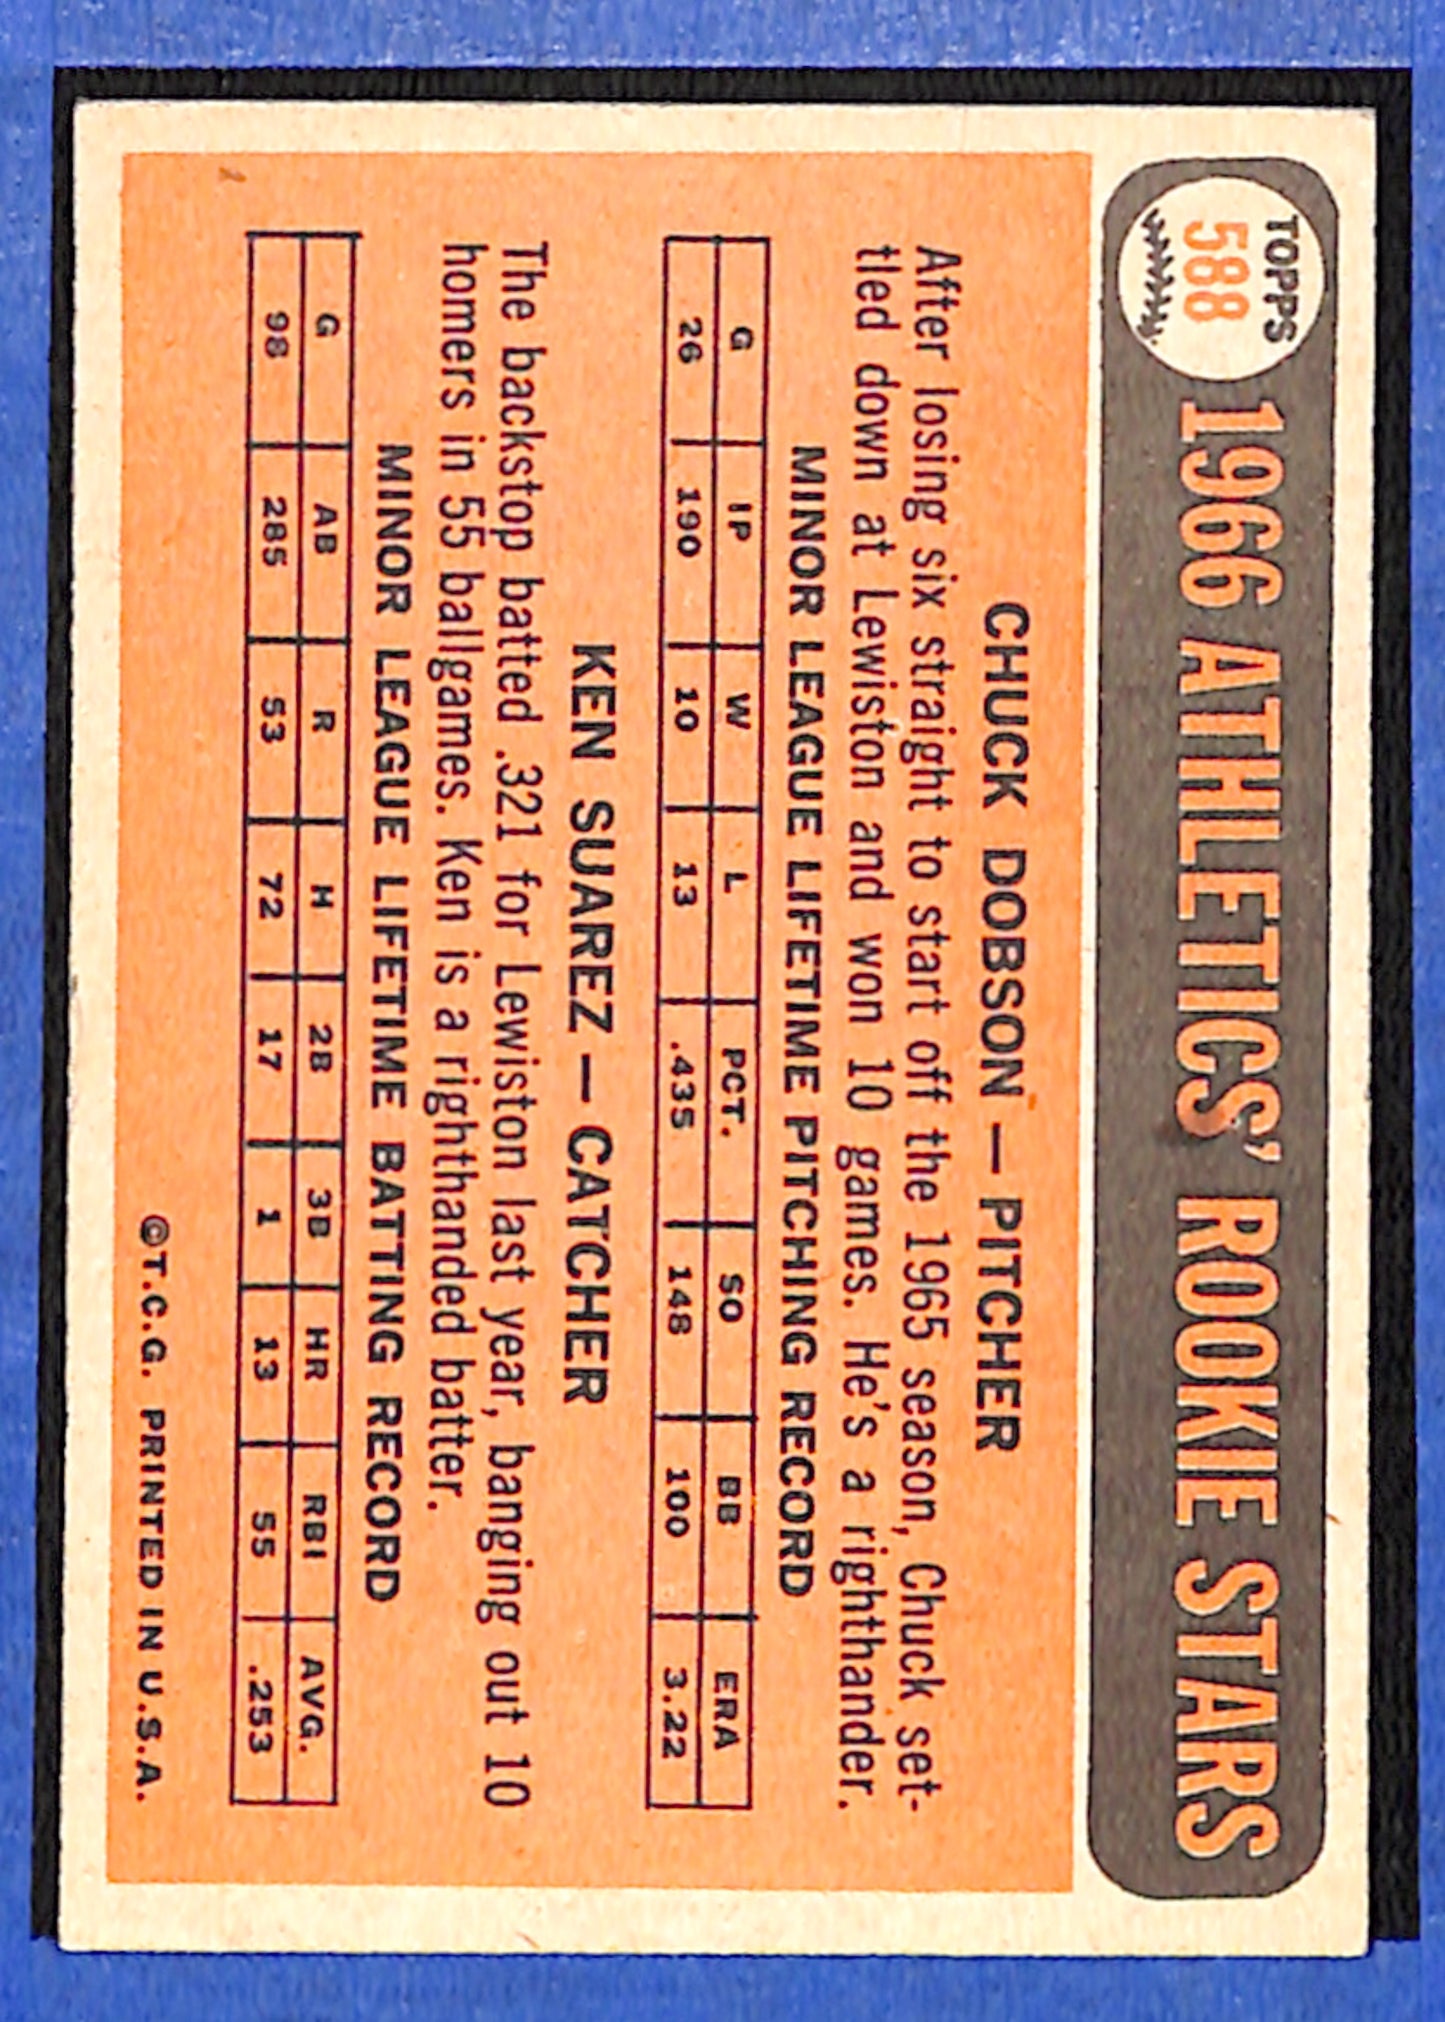 TOPPS
588
1966 ATHLETICS' ROOKIE STARS
CHUCK DOBSON — PITCHER
After losing six straight to start off the 1965 season, Chuck set-
tled down at Lewiston and won 10 games. He's a righthander.
MINOR LEAGUE LIFETIME PITCHING RECORD
G IP W L PCT. SO BB ERA
26 190 10 13 .435 148 100 3.22
KEN SUAREZ — CATCHER
The backstop batted .321 for Lewiston last year, banging out 10
homers in 55 ballgames. Ken is a righthanded batter.
MINOR LEAGUE LIFETIME BATTING RECORD
G AB R H 2B 3B HR RBI AVG.
98 285 53 72 17 1 13 55 .253
©T.C.G. PRINTED IN U.S.A.